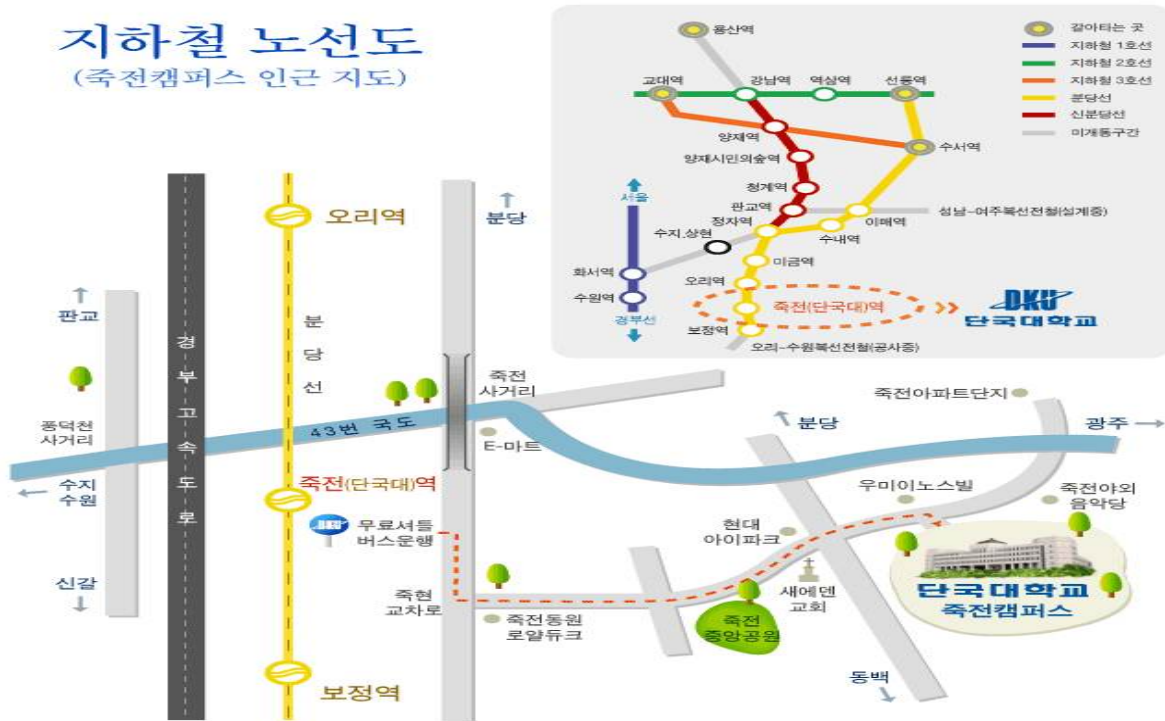 지하철 노선도
(죽전캠퍼스 인근 지도)
용산역
교대역
강남역
역삼역
선릉역
양재역
수서역
양재시민의숲역
청계역
판교역
정자역
성남-여주복선전철(설계중)
이매역
수내역
수지.상현
미금역
서울
화서역
오리역
수원역
경부선
죽전(단국대)역
보정역
오리-수원복선전철(공사중)
DKU
단국대학교
갈아타는 곳
지하철 1호선
지하철 2호선
지하철 3호선
분당선
신분당선
미개통구간
오리역
분당
판교
경부고속도로
분당선
풍덕천
사거리
43번 국도
죽전
사거리
E-마트
분당
죽전아파트단지
광주
수지
수원
죽전(단국대)역
우미이노스빌
죽전야외
음악당
DKU
무료셔틀
버스운행
현대
아이파크
신갈
죽현
교차로
죽전동원
로얄듀크
죽전
중앙공원
새에덴
교회
단국대학교
죽전캠퍼스
동백
보정역